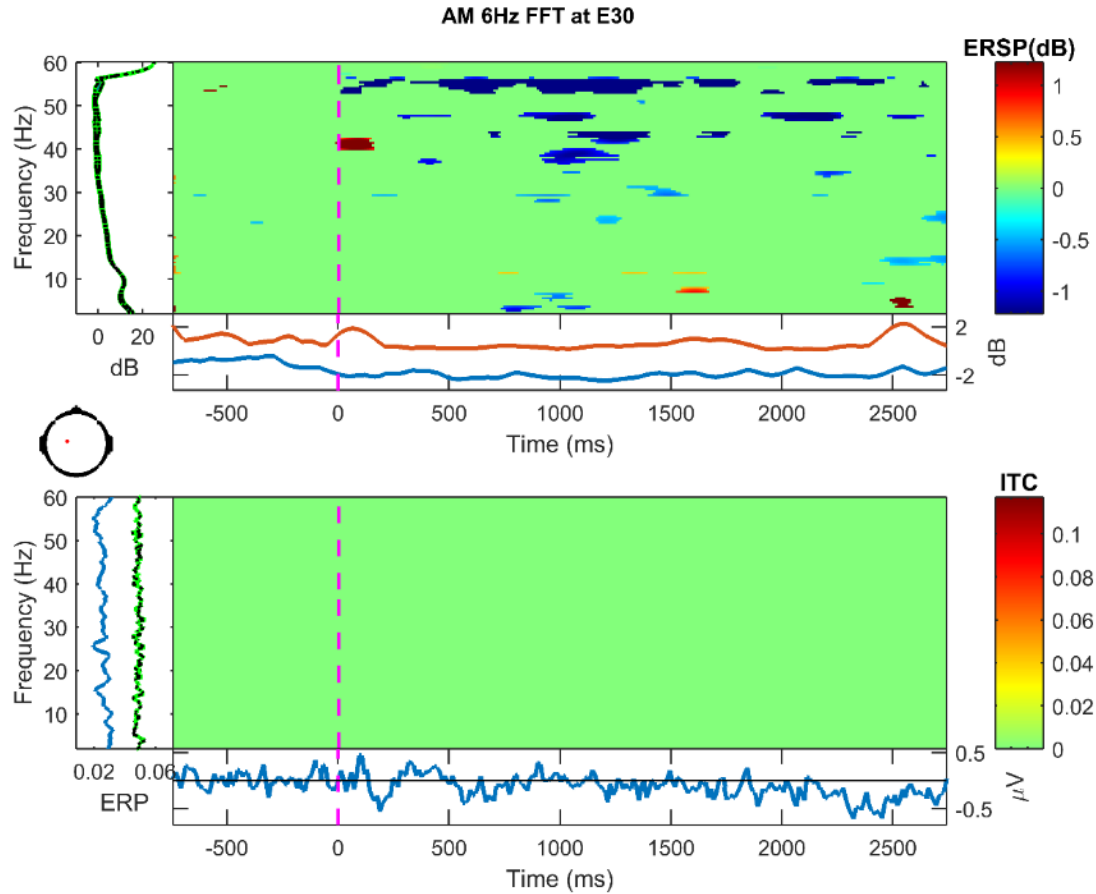 AM 6Hz FFT at E30
ERSP(dB)
Frequency (Hz)
60
50
40
30
20
10
1
0.5
0
-0.5
-1
0 20
dB
2
-2
dB
-500 0 500 1000 1500 2000 2500
Time (ms)
ITC
Frequency (Hz)
60
50
40
30
20
10
0.1
0.08
0.06
0.04
0.02
0
0.02 0.06
ERP
0.5
-0.5
μV
-500 0 500 1000 1500 2000 2500
Time (ms)